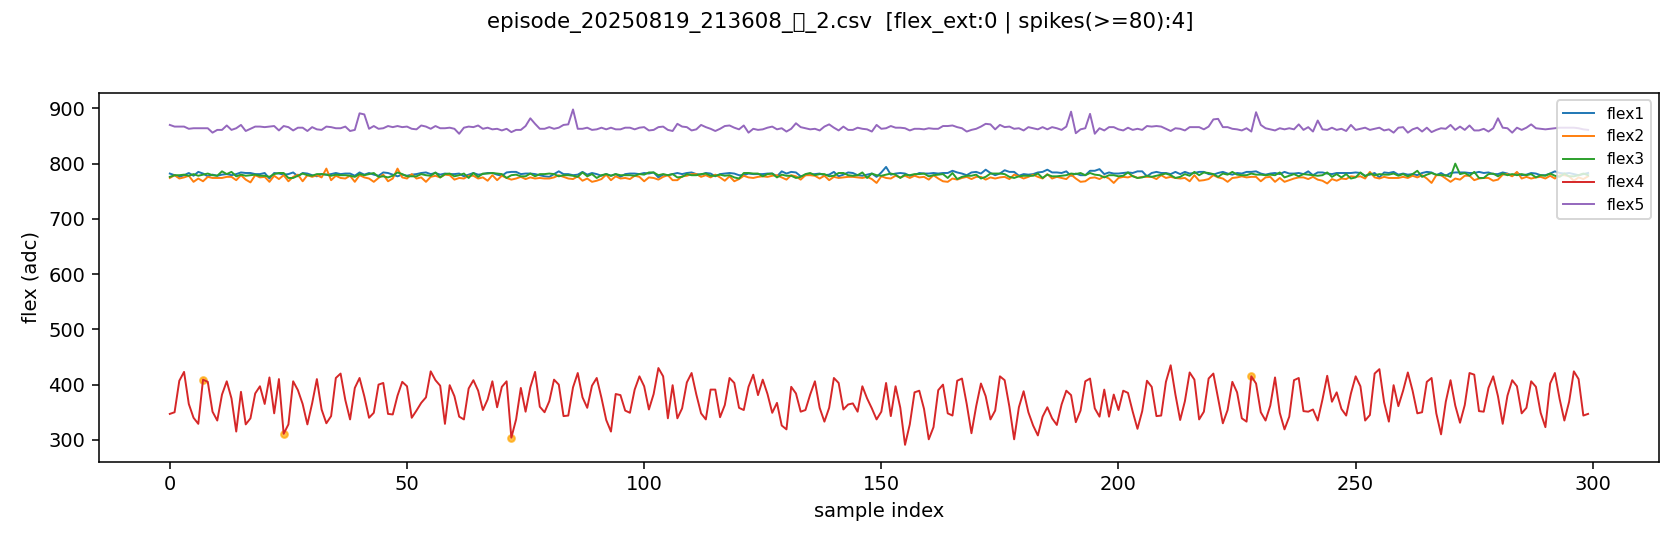 episode_20250819_213608_▯_2.csv  [flex_ext:0 | spikes(>=80):4]
flex (adc)
900
800
700
600
500
400
300
0
50
100
150
200
250
300
sample index
flex1
flex2
flex3
flex4
flex5